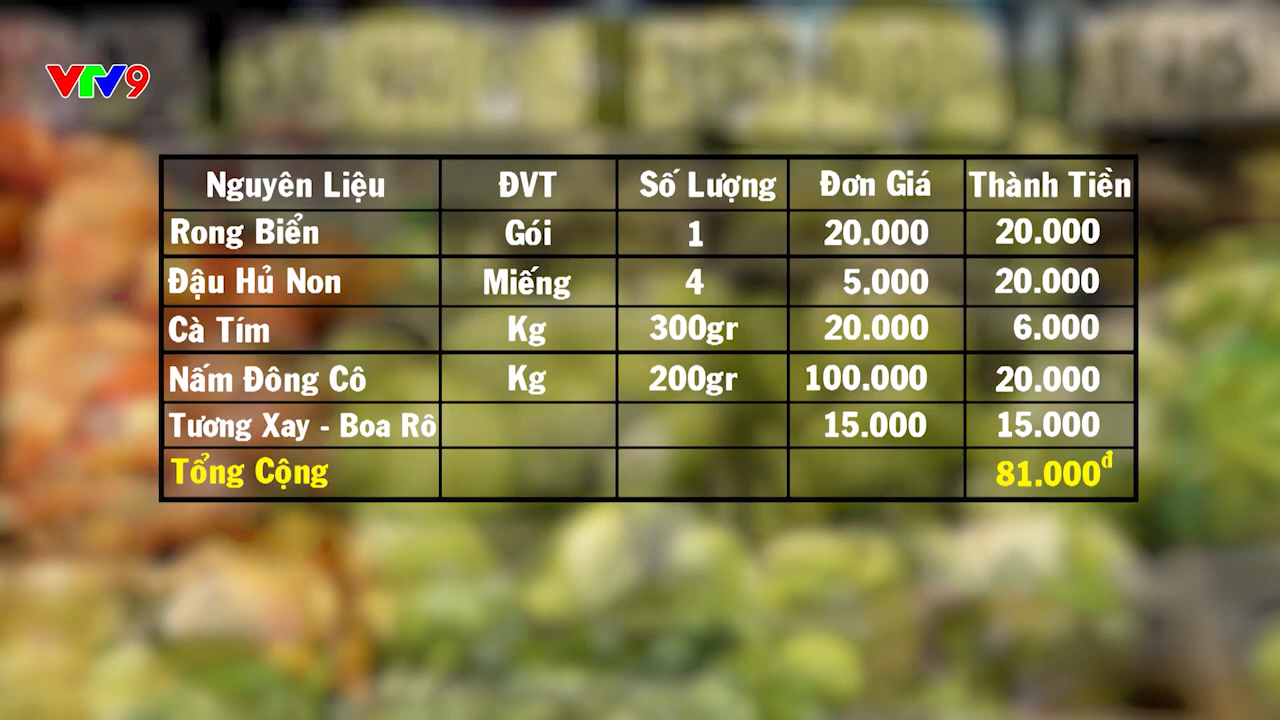 VTV9
Nguyên Liệu ĐVT Số Lượng Đơn Giá Thành Tiền
Rong Biển Gói 1 20.000 20.000
Đậu Hủ Non Miếng 4 5.000 20.000
Cà Tím Kg 300gr 20.000 6.000
Nấm Đông Cô Kg 200gr 100.000 20.000
Tương Xay - Boa Rô 15.000 15.000
Tổng Cộng 81.000đ